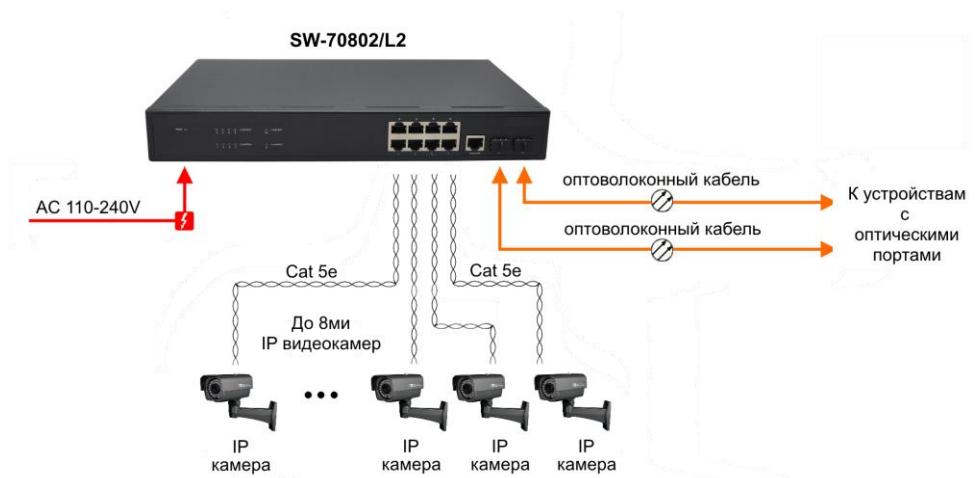 SW-70802/L2
AC 110-240V
оптоволоконный кабель
оптоволоконный кабель
К устройствам
с
оптическими
портами
Cat 5e
Cat 5e
До 8ми
IP видеокамер
IP
камера
IP
камера
IP
камера
IP
камера